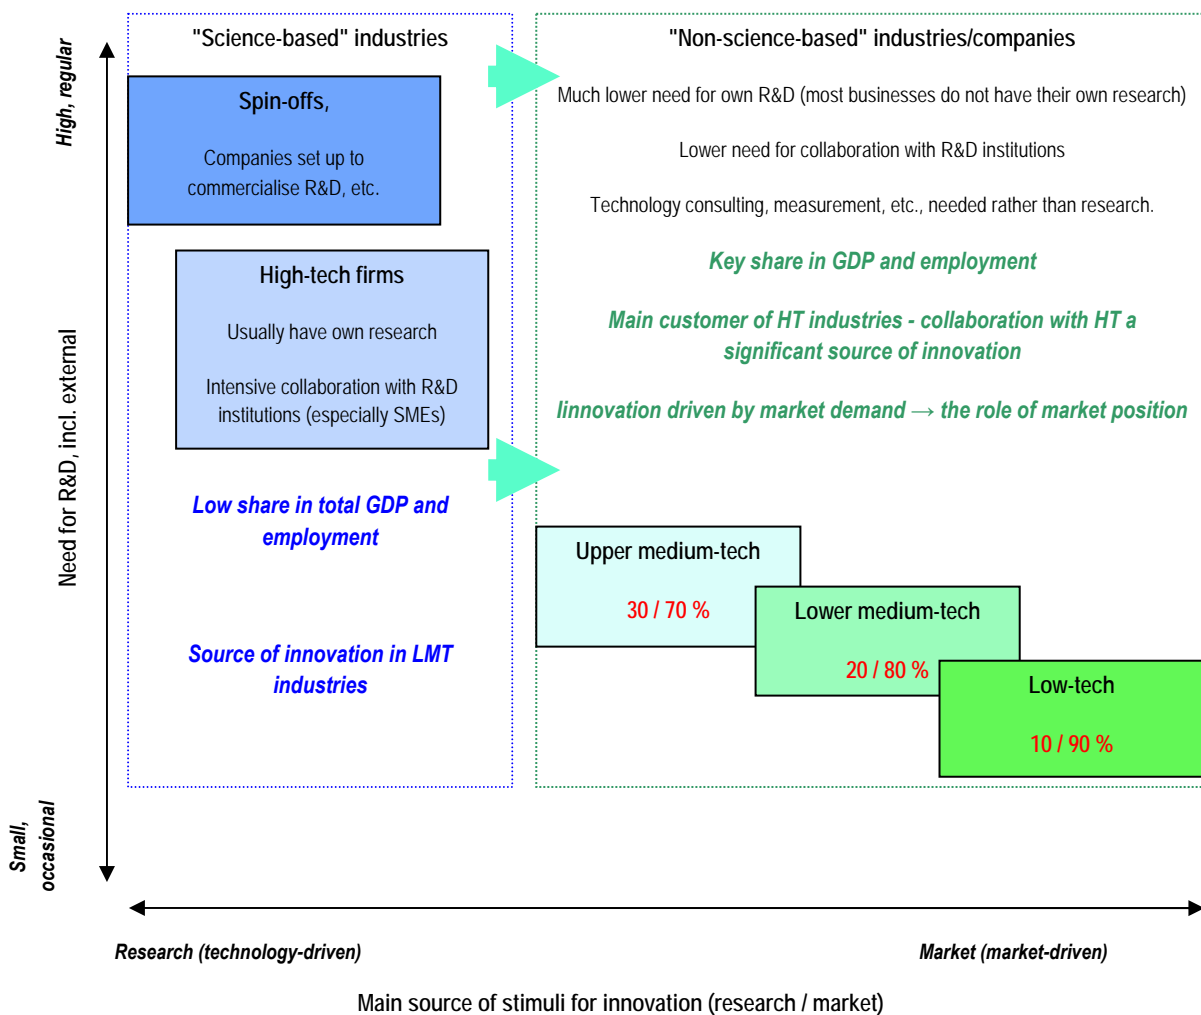 "Science-based" industries
"Non-science-based" industries/companies
High, regular
Need for R&D, incl. external
Small,
occasional
Spin-offs,
Companies set up to
commercialise R&D, etc.
High-tech firms
Usually have own research
Intensive collaboration with R&D
institutions (especially SMEs)
Low share in total GDP and
employment
Source of innovation in LMT
industries
Much lower need for own R&D (most businesses do not have their own research)
Lower need for collaboration with R&D institutions
Technology consulting, measurement, etc., needed rather than research.
Key share in GDP and employment
Main customer of HT industries - collaboration with HT a
significant source of innovation
Iinnovation driven by market demand → the role of market position
Upper medium-tech
30 / 70 %
Lower medium-tech
20 / 80 %
Low-tech
10 / 90 %
Research (technology-driven)
Market (market-driven)
Main source of stimuli for innovation (research / market)